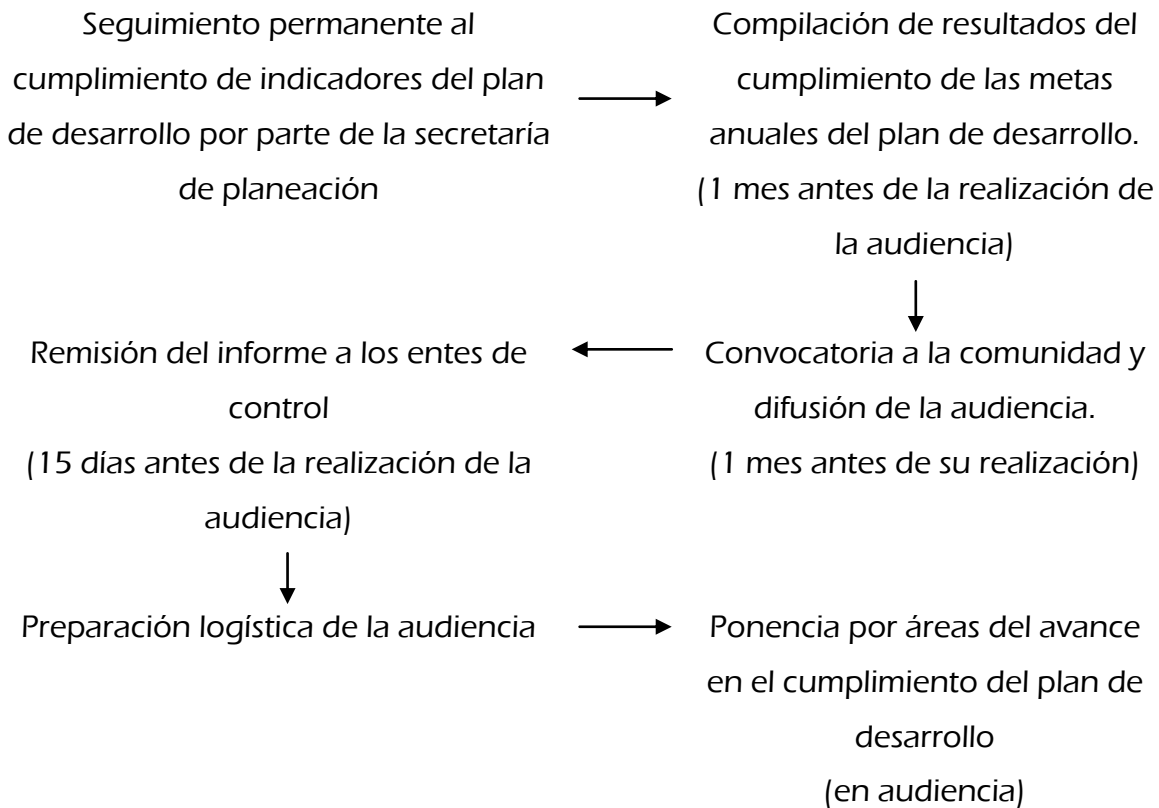 Seguimiento permanente al
cumplimiento de indicadores del plan
de desarrollo por parte de la secretaría
de planeación
Compilación de resultados del
cumplimiento de las metas
anuales del plan de desarrollo.
(1 mes antes de la realización de
la audiencia)
Convocatoria a la comunidad y
difusión de la audiencia.
(1 mes antes de su realización)
Remisión del informe a los entes de
control
(15 días antes de la realización de la
audiencia)
Preparación logística de la audiencia
Ponencia por áreas del avance
en el cumplimiento del plan de
desarrollo
(en audiencia)